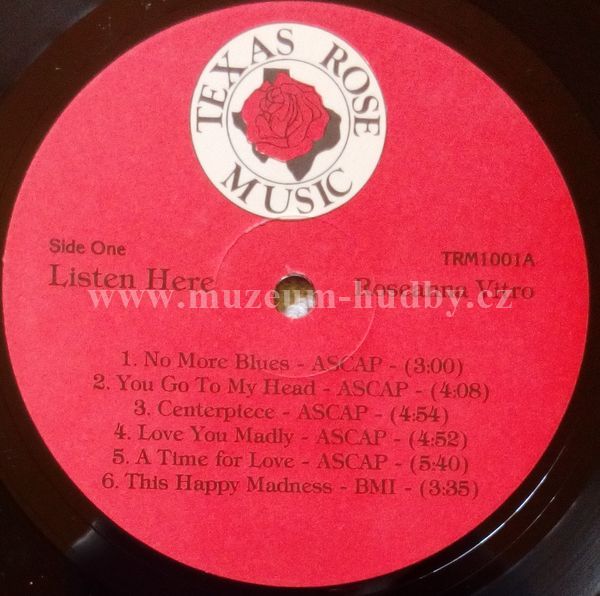 TEXAS ROSE
MUSIC
Side One
TRM1001A
Listen Here
Roseanna Vitro
www.muzeum-hudby.cz
1. No More Blues - ASCAP - (3:00)
2. You Go To My Head - ASCAP - (4:08)
3. Centerpiece - ASCAP - (4:54)
4. Love You Madly - ASCAP - (4:52)
5. A Time for Love - ASCAP - (5:40)
6. This Happy Madness - BMI - (3:35)